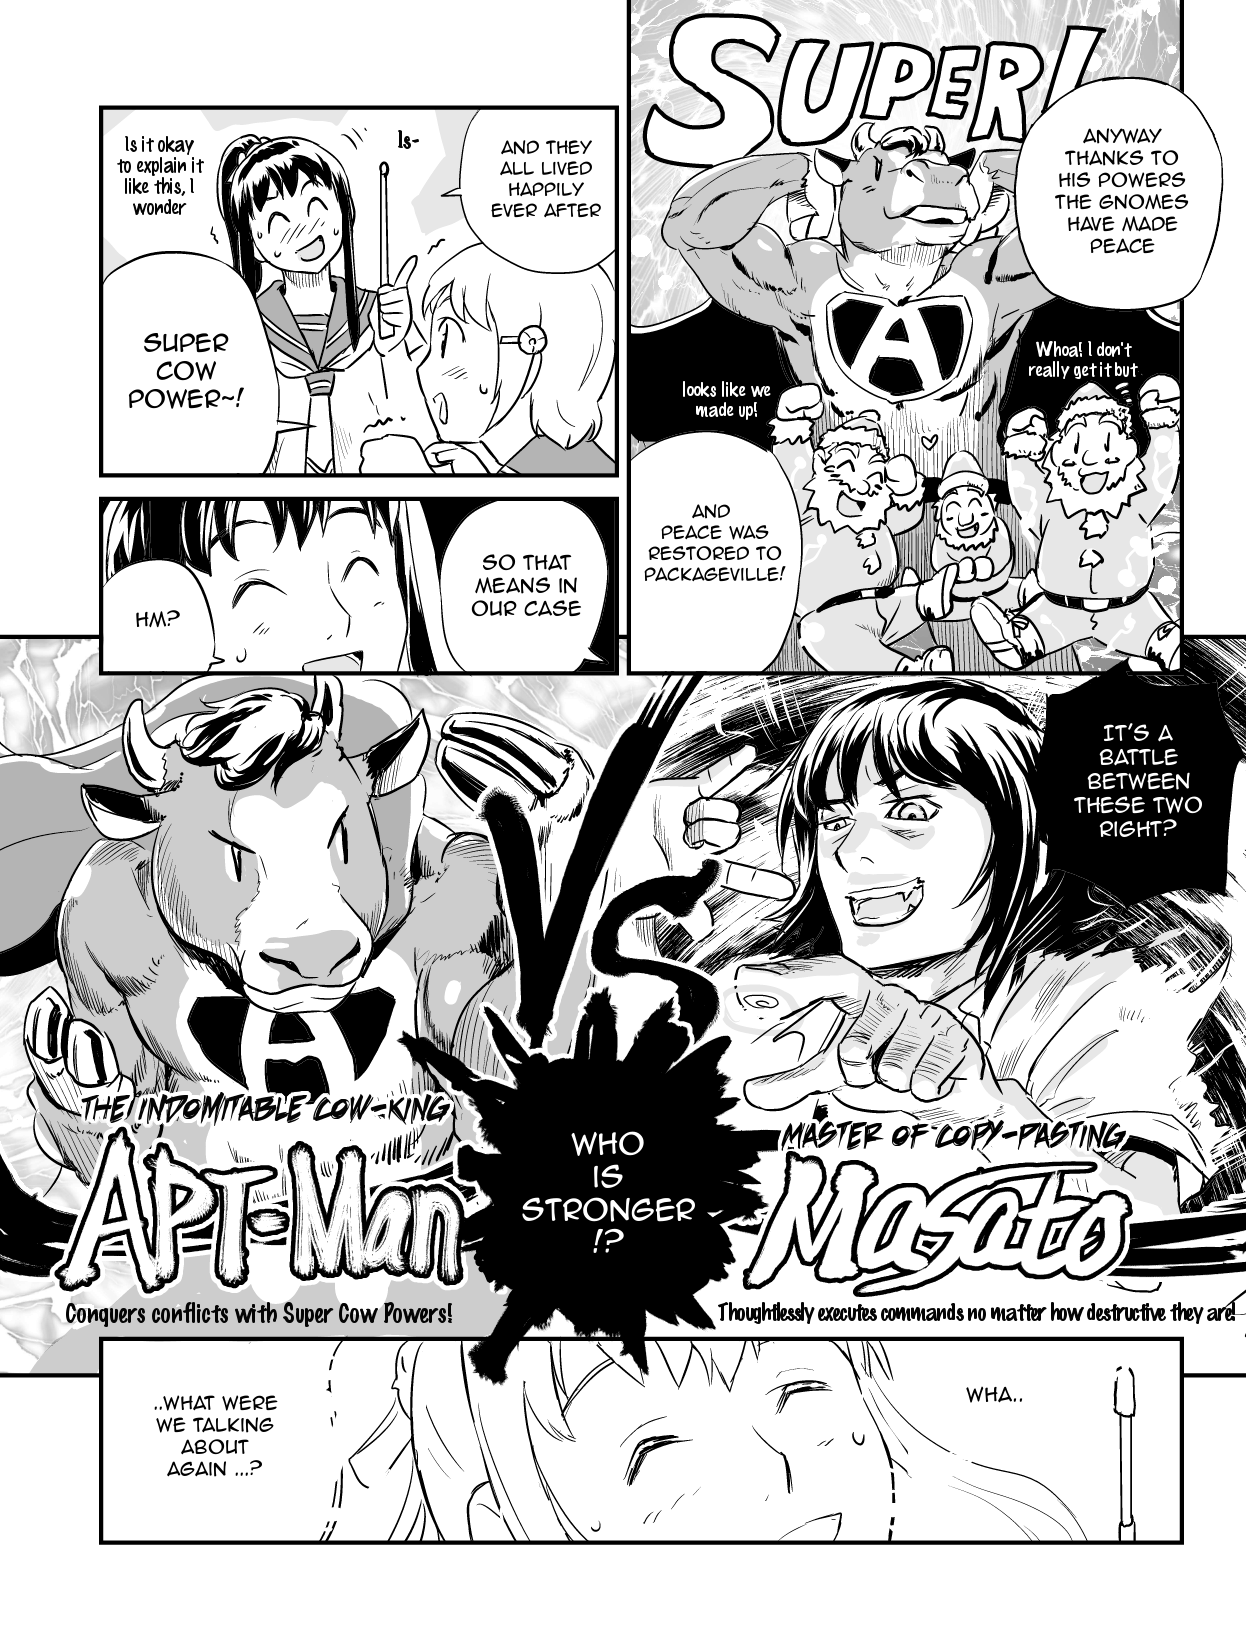 SUPER!
ANYWAY
THANKS TO
HIS POWERS
THE GNOMES
HAVE MADE
PEACE
Whoa! I don't
really get it but
looks like we
made up!
AND
PEACE WAS
RESTORED TO
PACKAGEVILLE!
A
AND THEY
ALL LIVED
HAPPILY
EVER AFTER
Is-
Is it okay
to explain it
like this, I
wonder
SUPER
COW
POWER~!
SO THAT
MEANS IN
OUR CASE
HM?
IT'S A
BATTLE
BETWEEN
THESE TWO
RIGHT?
A
VS
THE INDOMITABLE COW-KING
APT-Man
Conquers conflicts with Super Cow Powers!
WHO
IS
STRONGER
!?
MASTER OF COPY-PASTING
Masato
Thoughtlessly executes commands no matter how destructive they are!
WHA..
..WHAT WERE
WE TALKING
ABOUT
AGAIN ...?